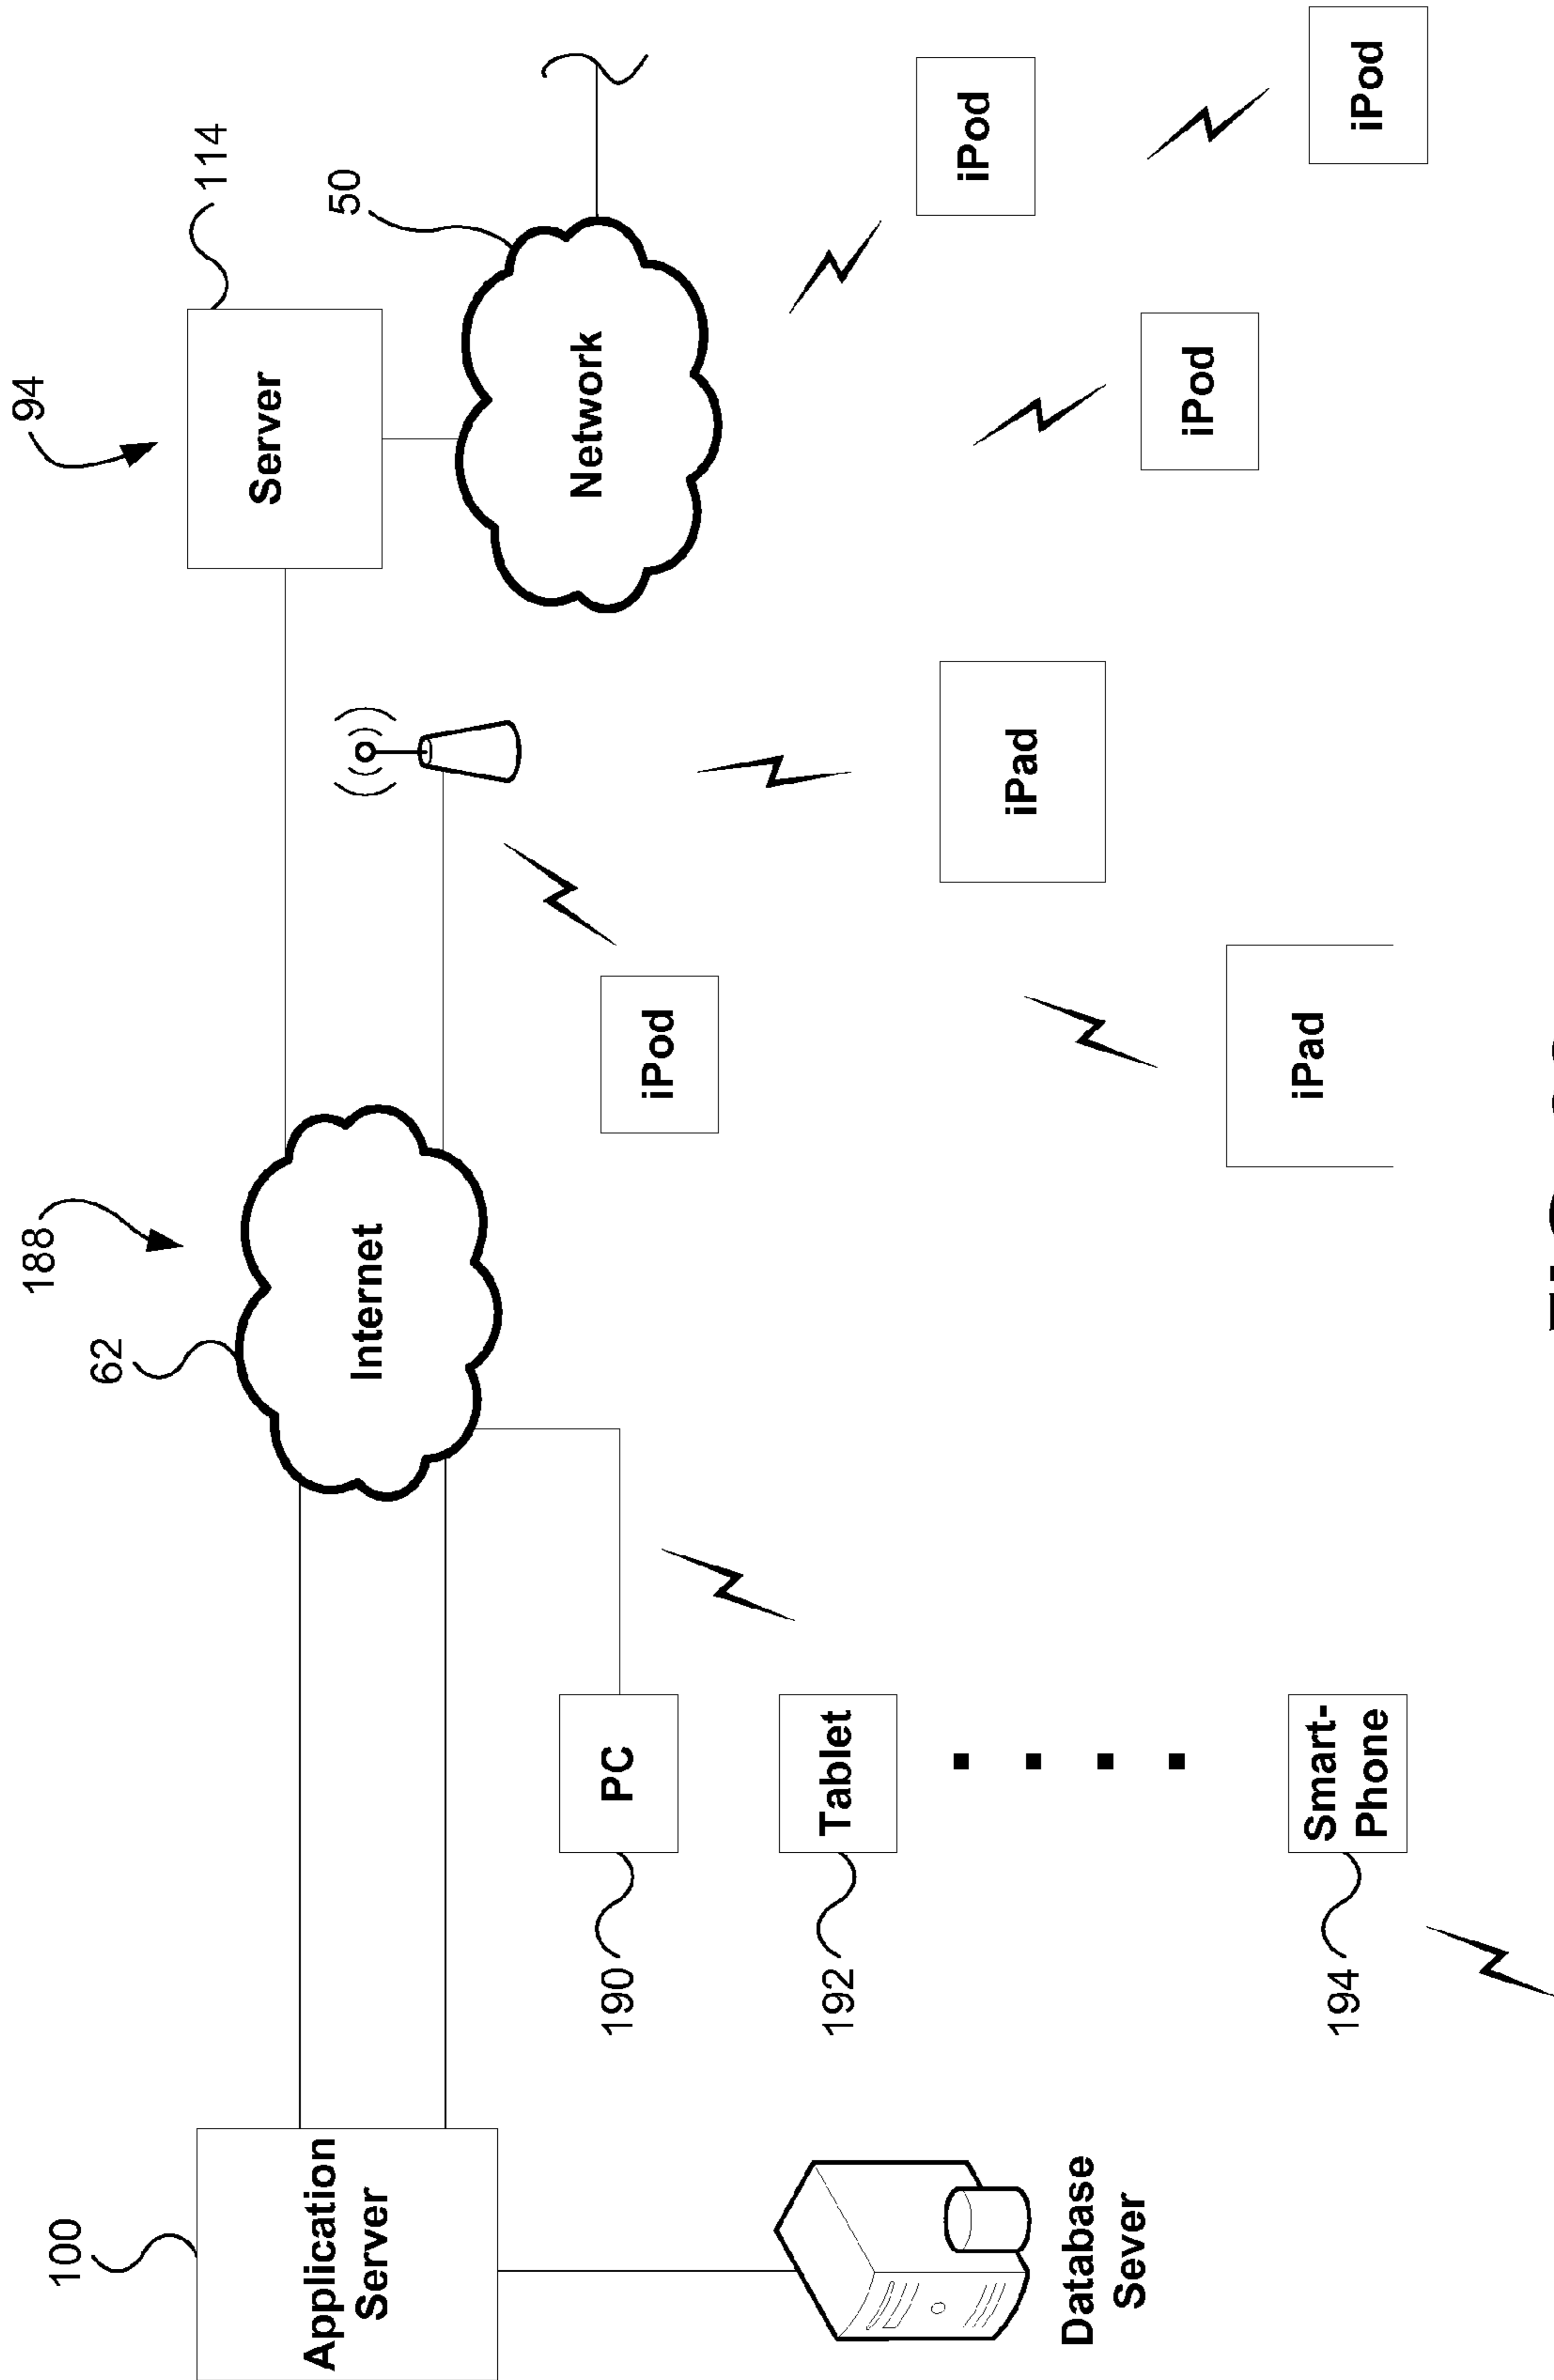 94
188
114
62
100
50
Server
Application
Server
Internet
Network
PC
190
iPod
Tablet
192
iPod
iPad
iPod
Database
Sever
Smart-
Phone
194
iPad
iPod